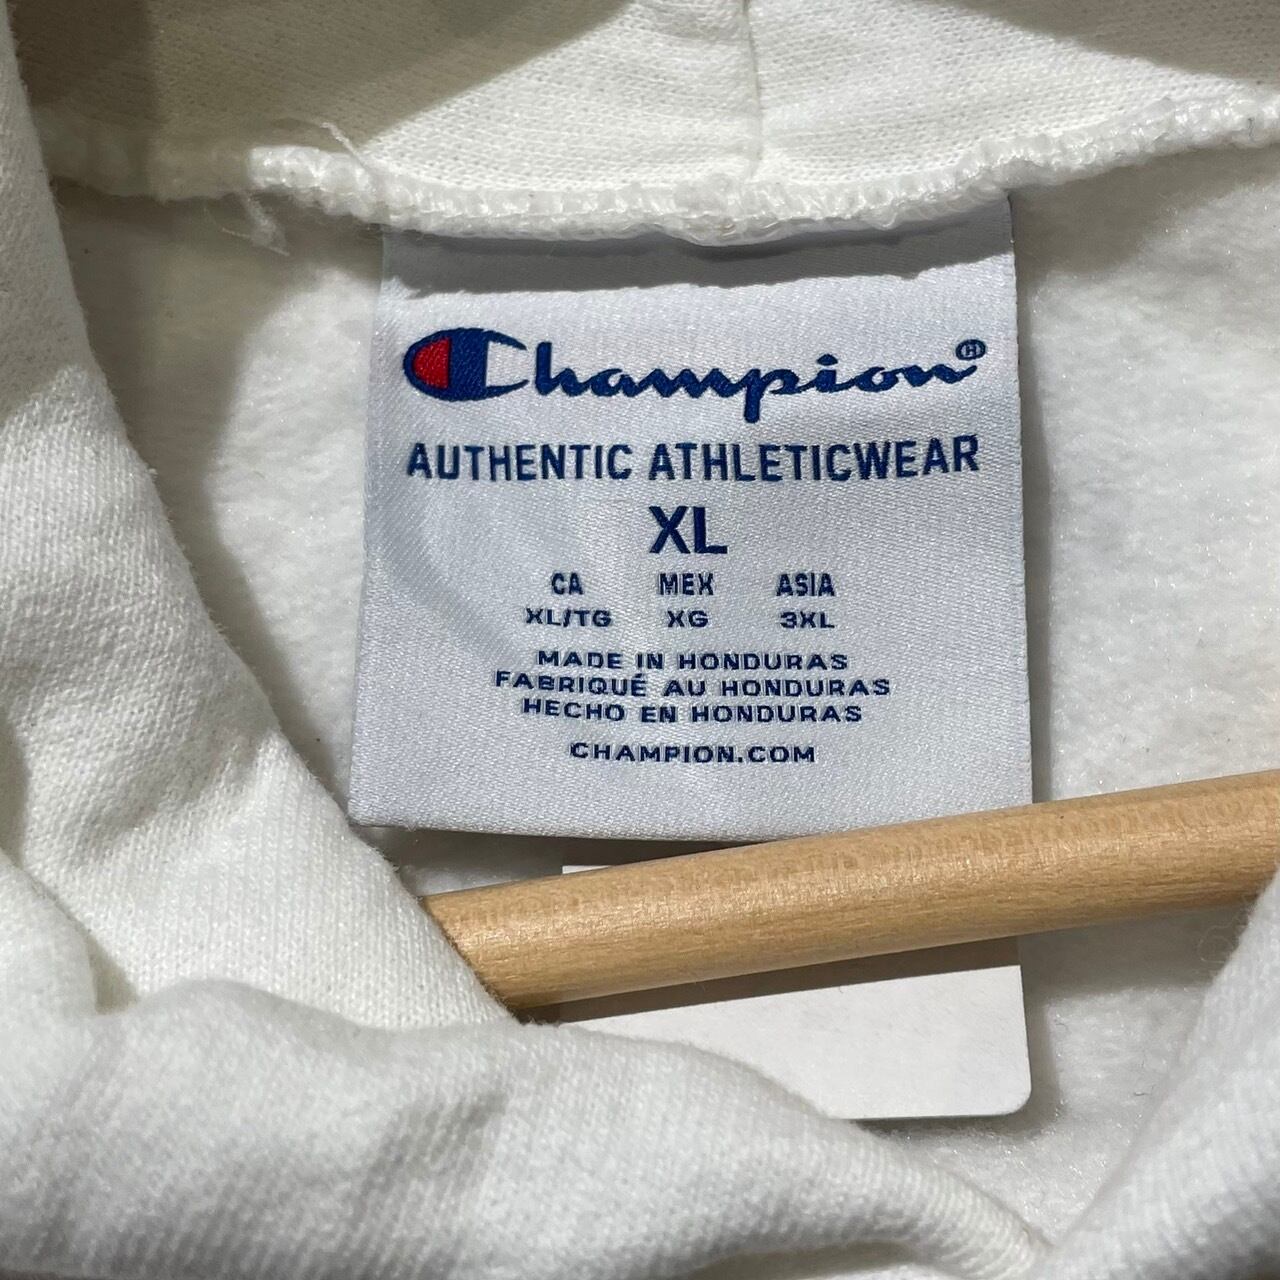 Champion®
AUTHENTIC ATHLETICWEAR
XL
CA MEX ASIA
XL/TG XG 3XL
MADE IN HONDURAS
FABRIQUÉ AU HONDURAS
HECHO EN HONDURAS
CHAMPION.COM